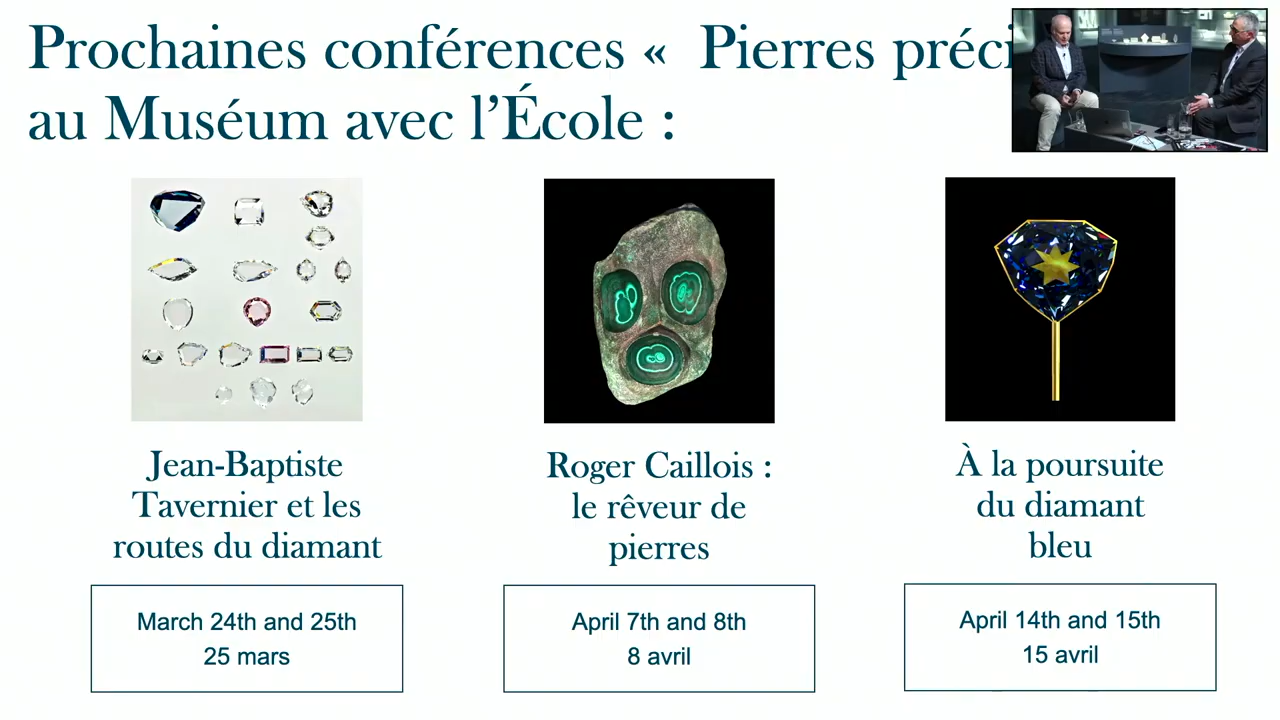 Prochaines conférences «  Pierres préci
au Muséum avec l’École :
Jean-Baptiste
Tavernier et les
routes du diamant
March 24th and 25th
25 mars
Roger Caillois :
le rêveur de
pierres
April 7th and 8th
8 avril
À la poursuite
du diamant
bleu
April 14th and 15th
15 avril